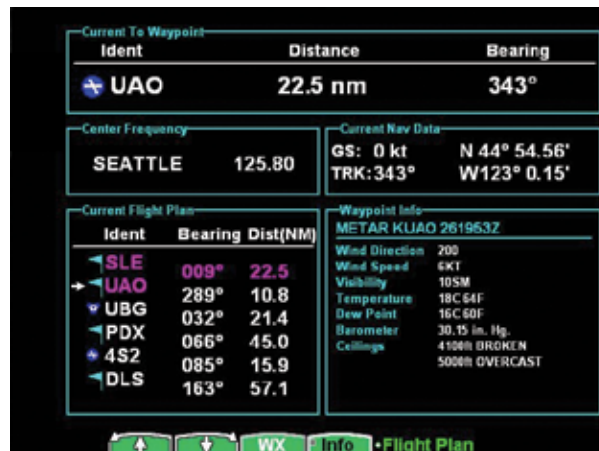 Current To Waypoint
Ident Distance Bearing
UAO 22.5 nm 343°
Center Frequency
SEATTLE 125.80
Current Nav Data
GS: 0 kt N 44° 54.56'
TRK:343° W123° 0.15'
Current Flight Plan
Ident Bearing Dist(NM)
SLE
UAO 009° 22.5
UBG 289° 10.8
PDX 032° 21.4
4S2 066° 45.0
DLS 085° 15.9
163° 57.1
Waypoint Info
METAR KUAO 261953Z
Wind Direction 200
Wind Speed 6KT
Visibility 10SM
Temperature 18C 64F
Dew Point 16C 60F
Barometer 30.15 in. Hg.
Ceilings 4100ft BROKEN
5000ft OVERCAST
WX Info Flight Plan